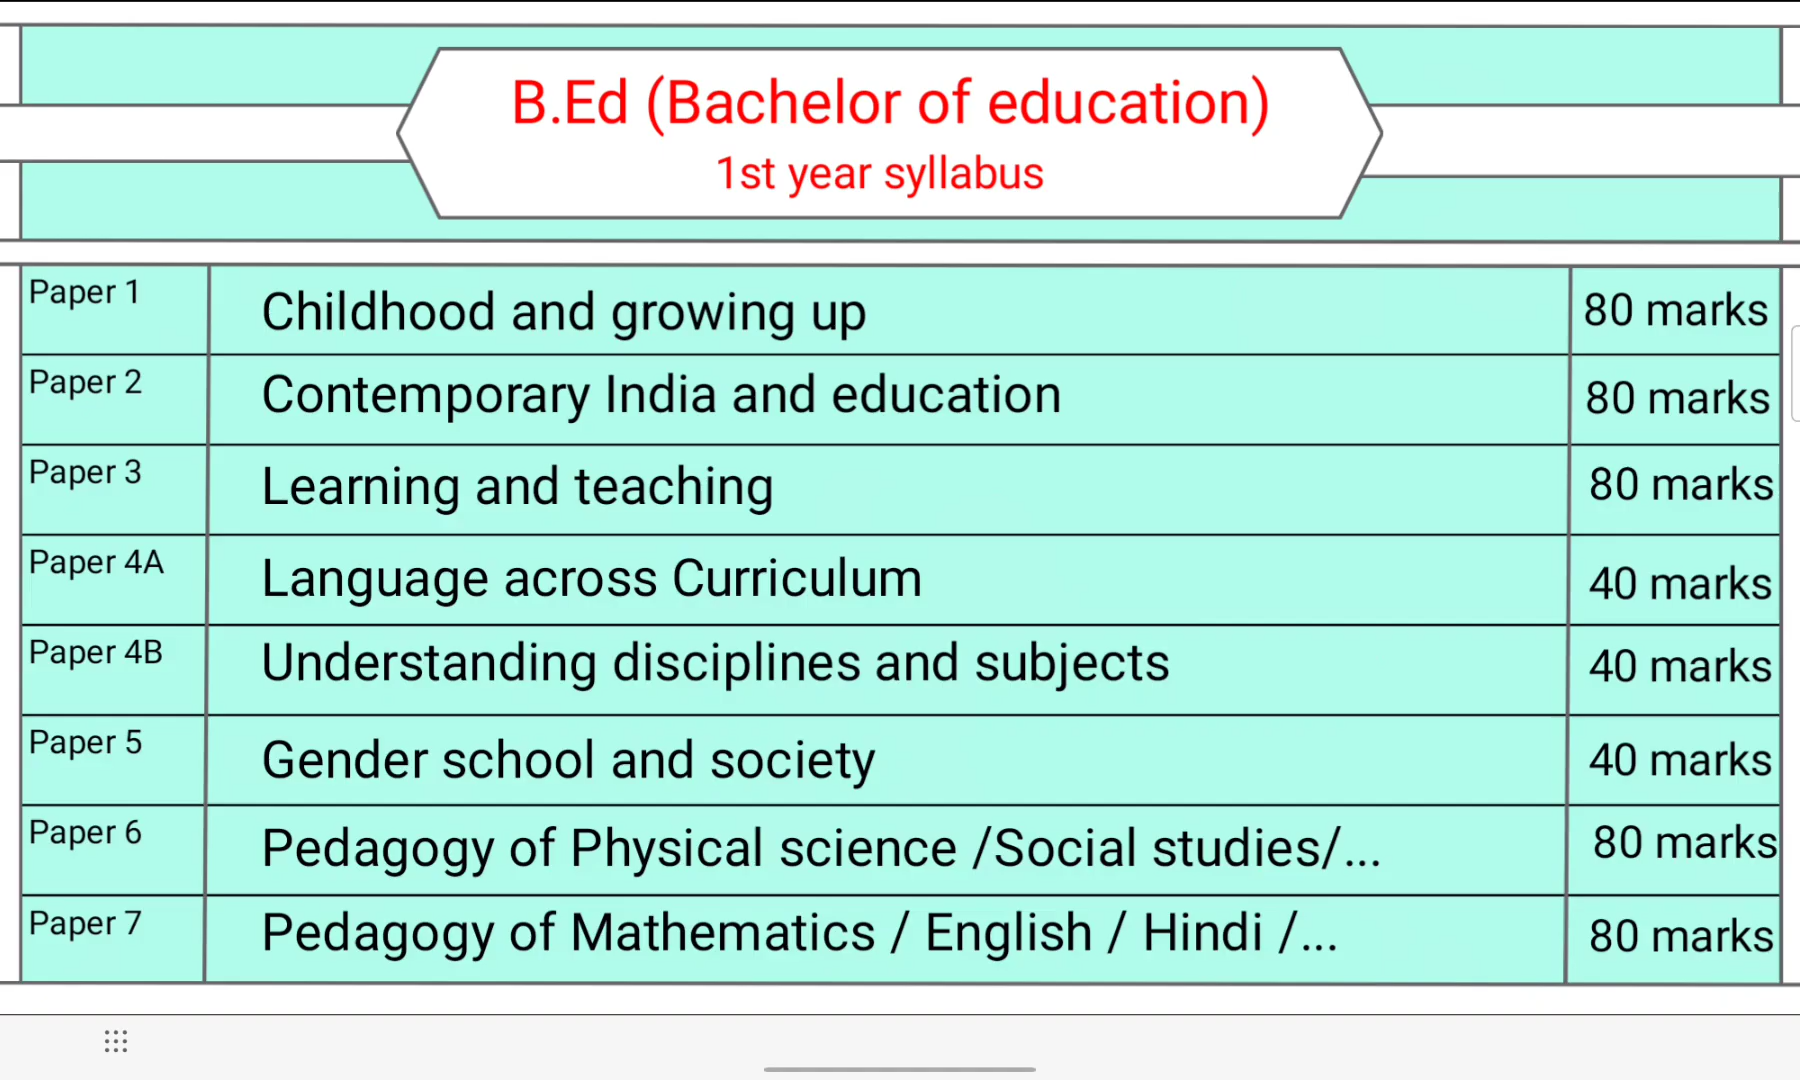 B.Ed (Bachelor of education)
1st year syllabus
Paper 1 Childhood and growing up 80 marks
Paper 2 Contemporary India and education 80 marks
Paper 3 Learning and teaching 80 marks
Paper 4A Language across Curriculum 40 marks
Paper 4B Understanding disciplines and subjects 40 marks
Paper 5 Gender school and society 40 marks
Paper 6 Pedagogy of Physical science /Social studies/... 80 marks
Paper 7 Pedagogy of Mathematics / English / Hindi /... 80 marks